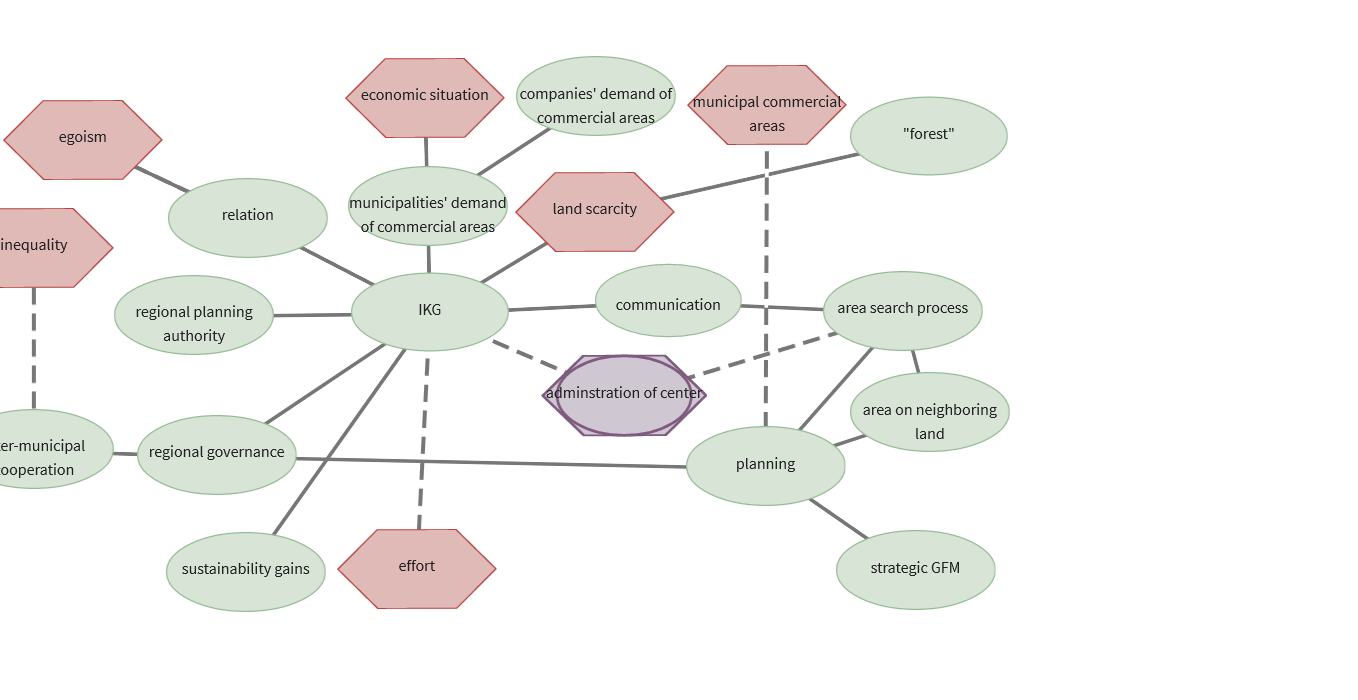 economic situation
companies' demand of
commercial areas
municipal commercial
areas
egoism
"forest"
relation
municipalities' demand
of commercial areas
land scarcity
inequality
regional planning
authority
IKG
communication
area search process
adminstration of center
area on neighboring
land
ter-municipal
cooperation
regional governance
planning
sustainability gains
effort
strategic GFM